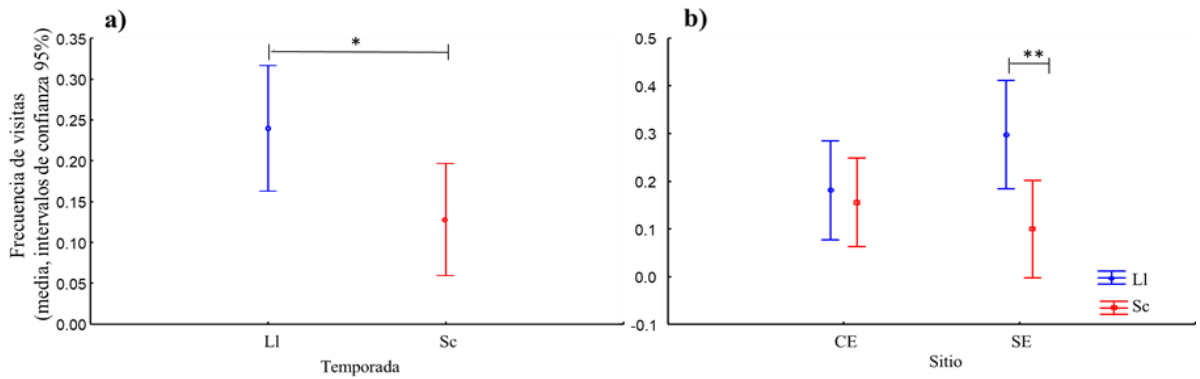 a)
b)
Frecuencia de visitas
(media, intervalos de confianza 95%)
0.35
0.30
0.25
0.20
0.15
0.10
0.05
0.00
*
Ll
Sc
Temporada
0.5
0.4
0.3
0.2
0.1
0.0
-0.1
**
Ll
Sc
CE
SE
Sitio